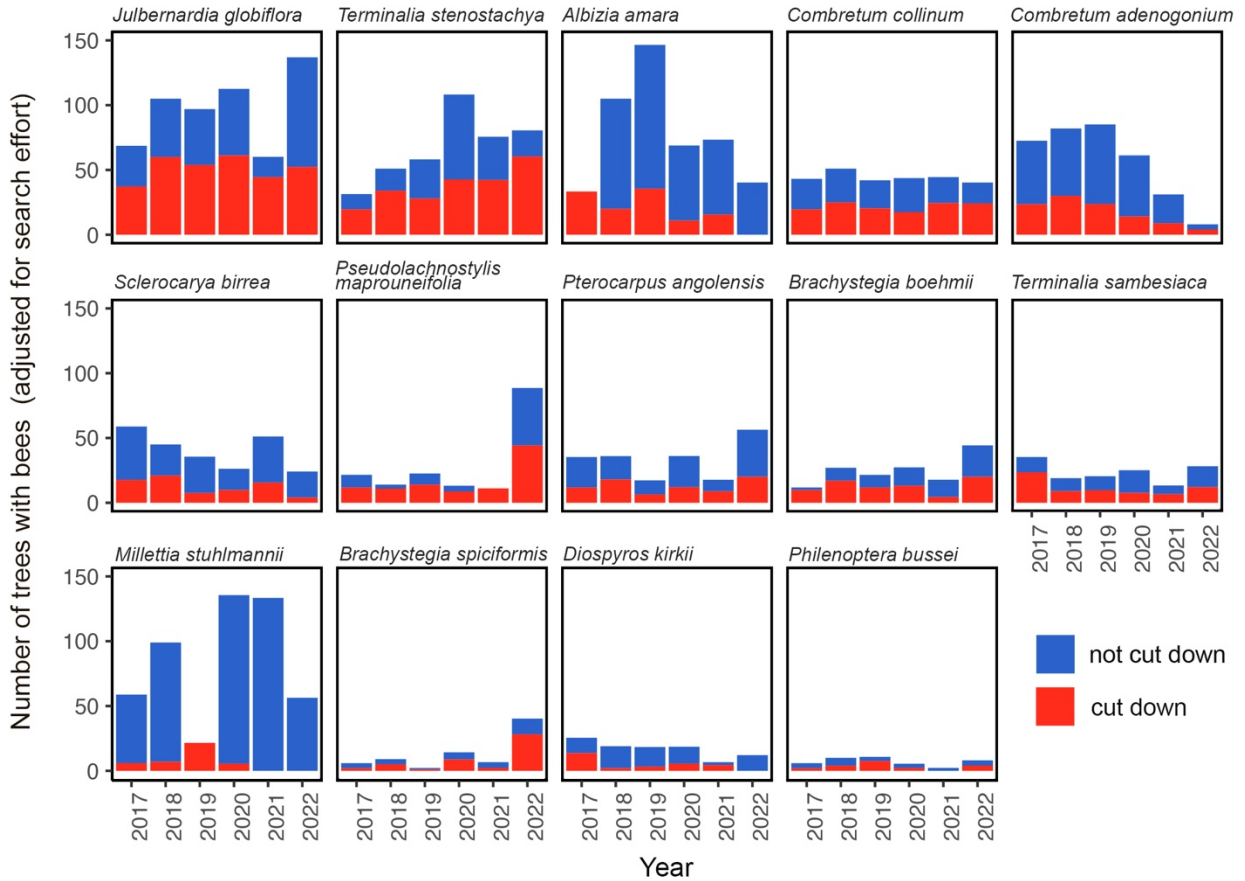 Number of trees with bees (adjusted for search effort)
Julbernardia globiflora
Terminalia stenostachya
Albizia amara
Combretum collinum
Combretum adenogonium
150
100
50
0
Sclerocarya birrea
Pseudolachnostylis
maprouneifolia
Pterocarpus angolensis
Brachystegia boehmii
Terminalia sambesiaca
150
100
50
0
2017
2018
2019
2020
2021
2022
Millettia stuhlmannii
Brachystegia spiciformis
Diospyros kirkii
Philenoptera bussei
150
100
50
0
2017
2018
2019
2020
2021
2022
2017
2018
2019
2020
2021
2022
2017
2018
2019
2020
2021
2022
2017
2018
2019
2020
2021
2022
not cut down
cut down
Year